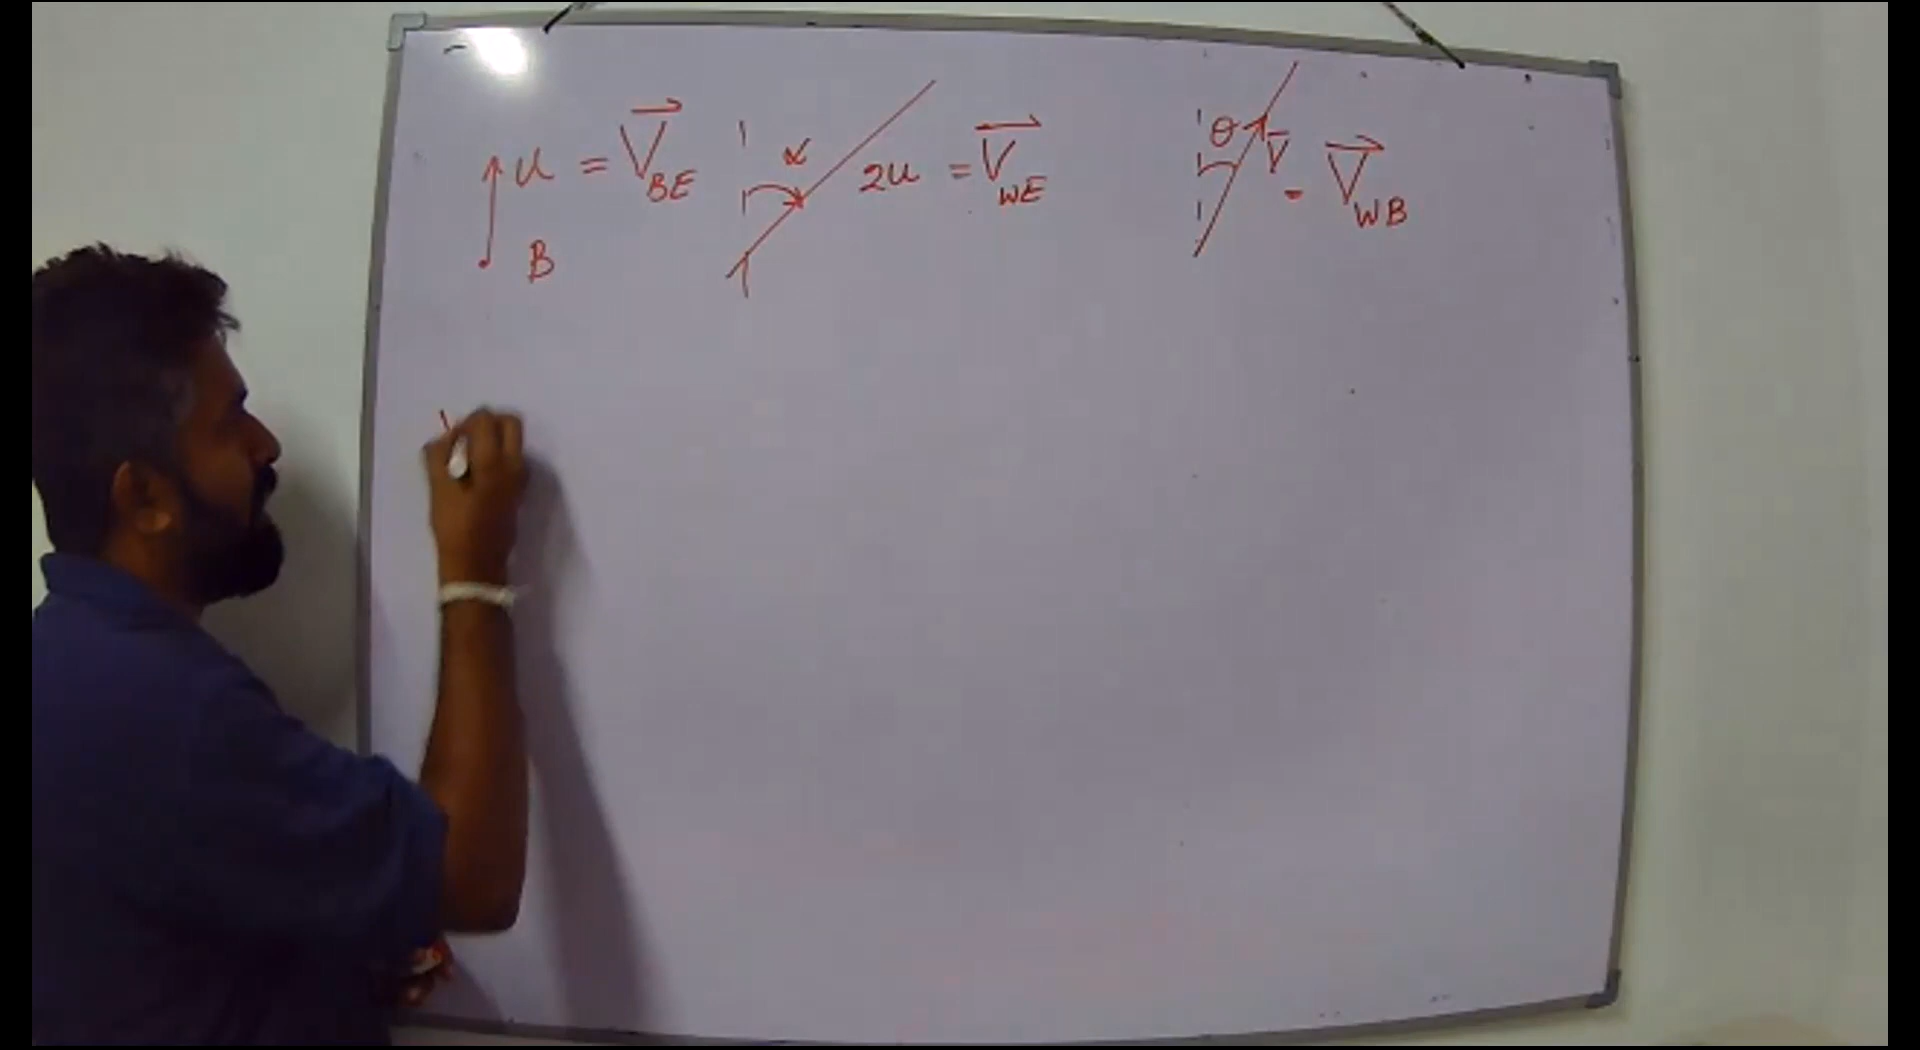 u = V⃗BE
B
α
2u = V⃗WE
θ V - V⃗WB